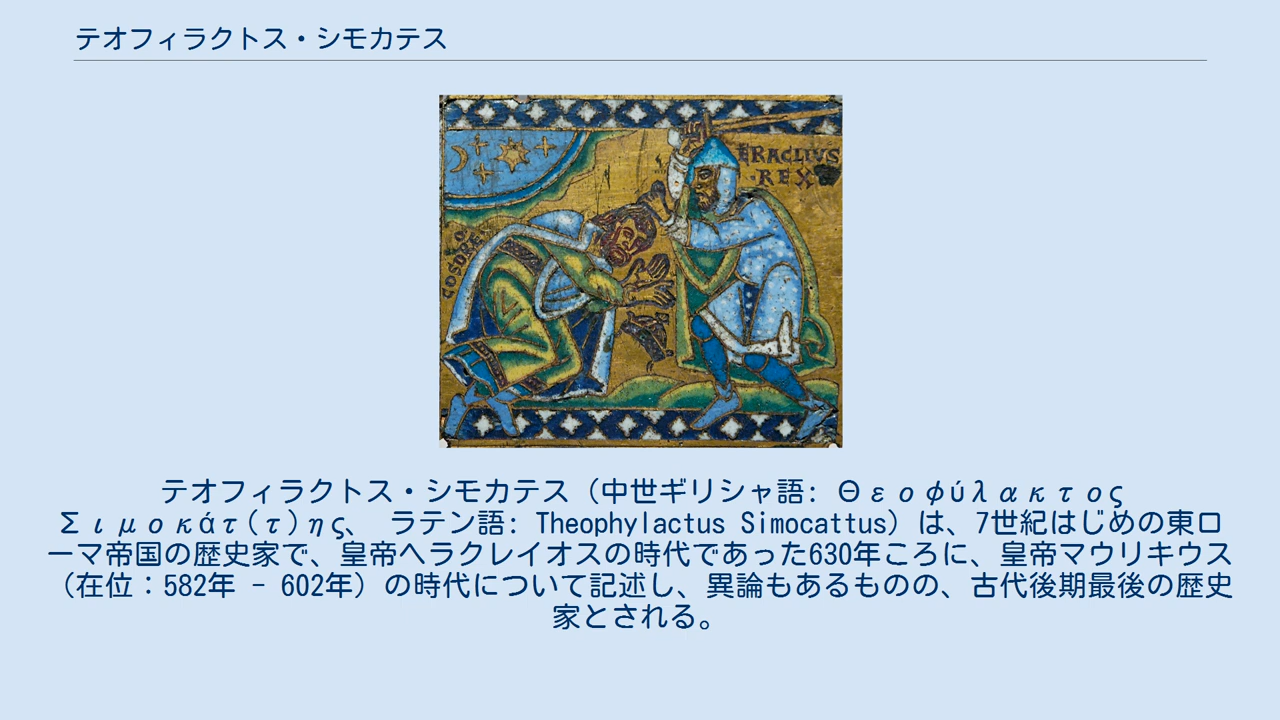 テオフィラクトス・シモカテス
ERACLIUS
REX
COSDRE
テオフィラクトス・シモカテス（中世ギリシャ語: Θεοφύλακτος
Σιμοκάτ(τ)ης、 ラテン語: Theophylactus Simocattus）は、7世紀はじめの東ロ
ーマ帝国の歴史家で、皇帝ヘラクレイオスの時代であった630年ころに、皇帝マウリキウス
（在位：582年 - 602年）の時代について記述し、異論もあるものの、古代後期最後の歴史
家とされる。